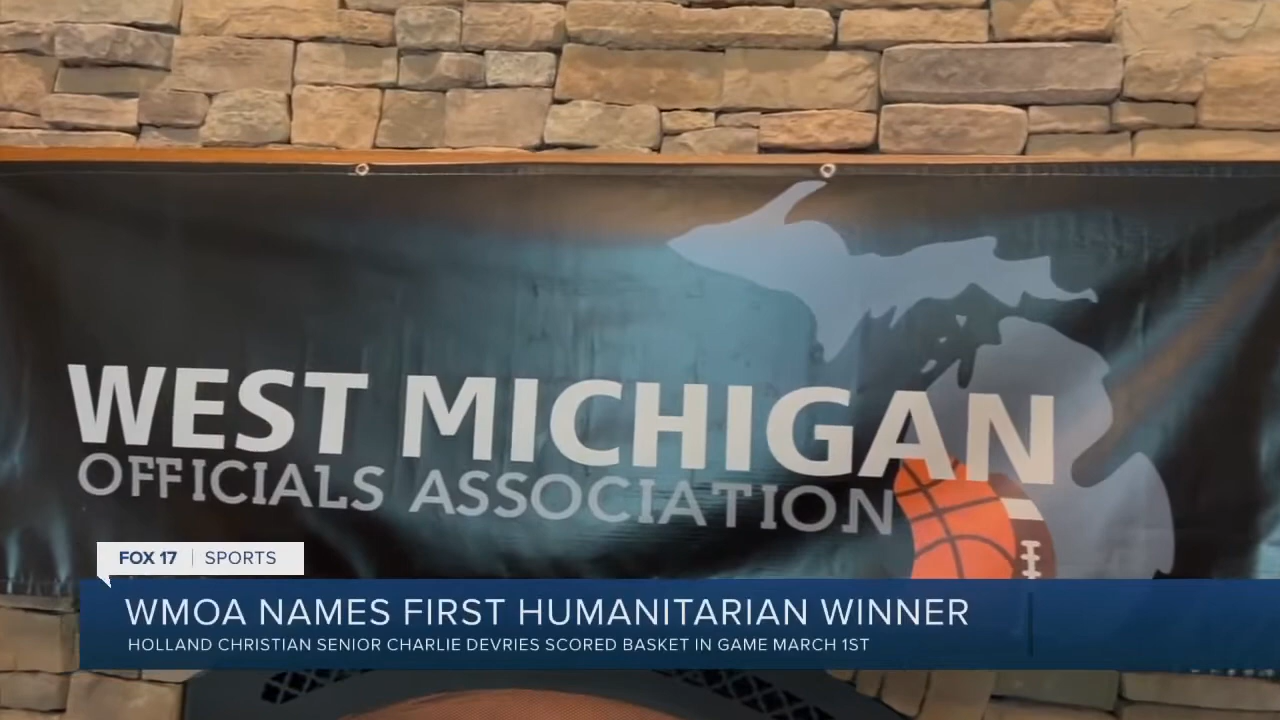 WEST MICHIGAN
OFFICIALS ASSOCIATION
FOX 17 | SPORTS
WMOA NAMES FIRST HUMANITARIAN WINNER
HOLLAND CHRISTIAN SENIOR CHARLIE DEVRIES SCORED BASKET IN GAME MARCH 1ST